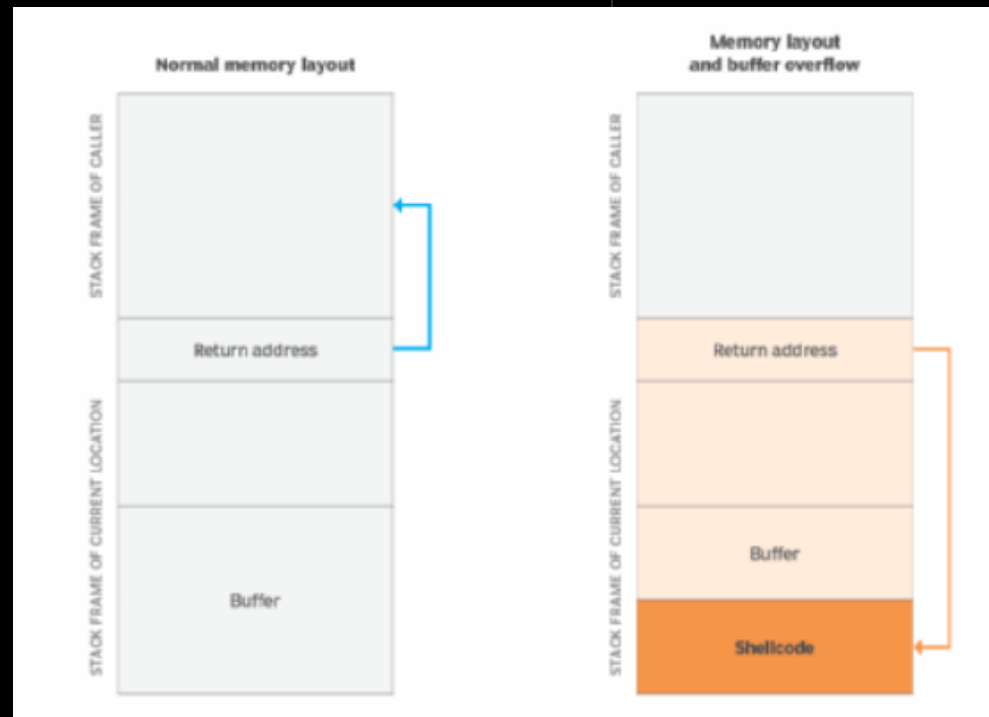 Normal memory layout
STACK FRAME OF CALLER
Return address
STACK FRAME OF CURRENT LOCATION
Buffer
Memory layout
and buffer overflow
STACK FRAME OF CALLER
Return address
STACK FRAME OF CURRENT LOCATION
Buffer
Shellcode